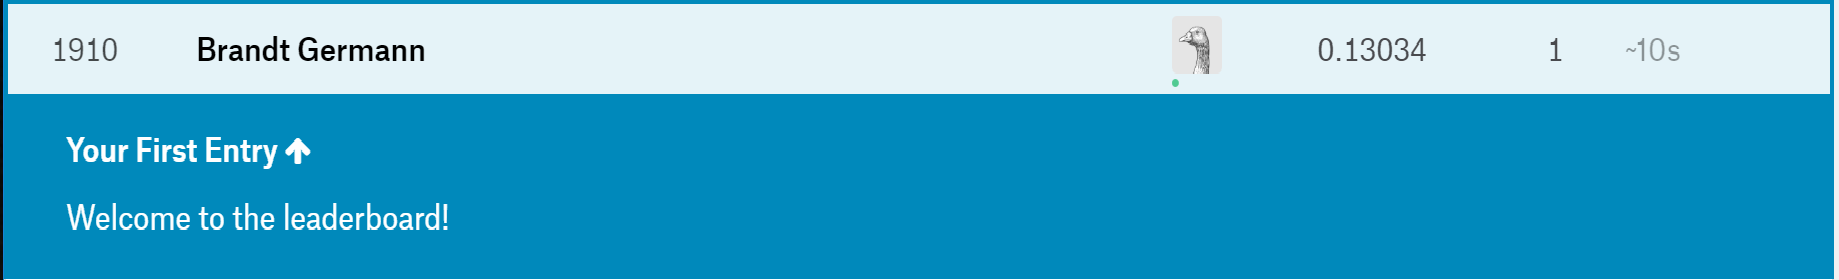 1910 Brandt Germann 0.13034 1 ~10s
Your First Entry
Welcome to the leaderboard!